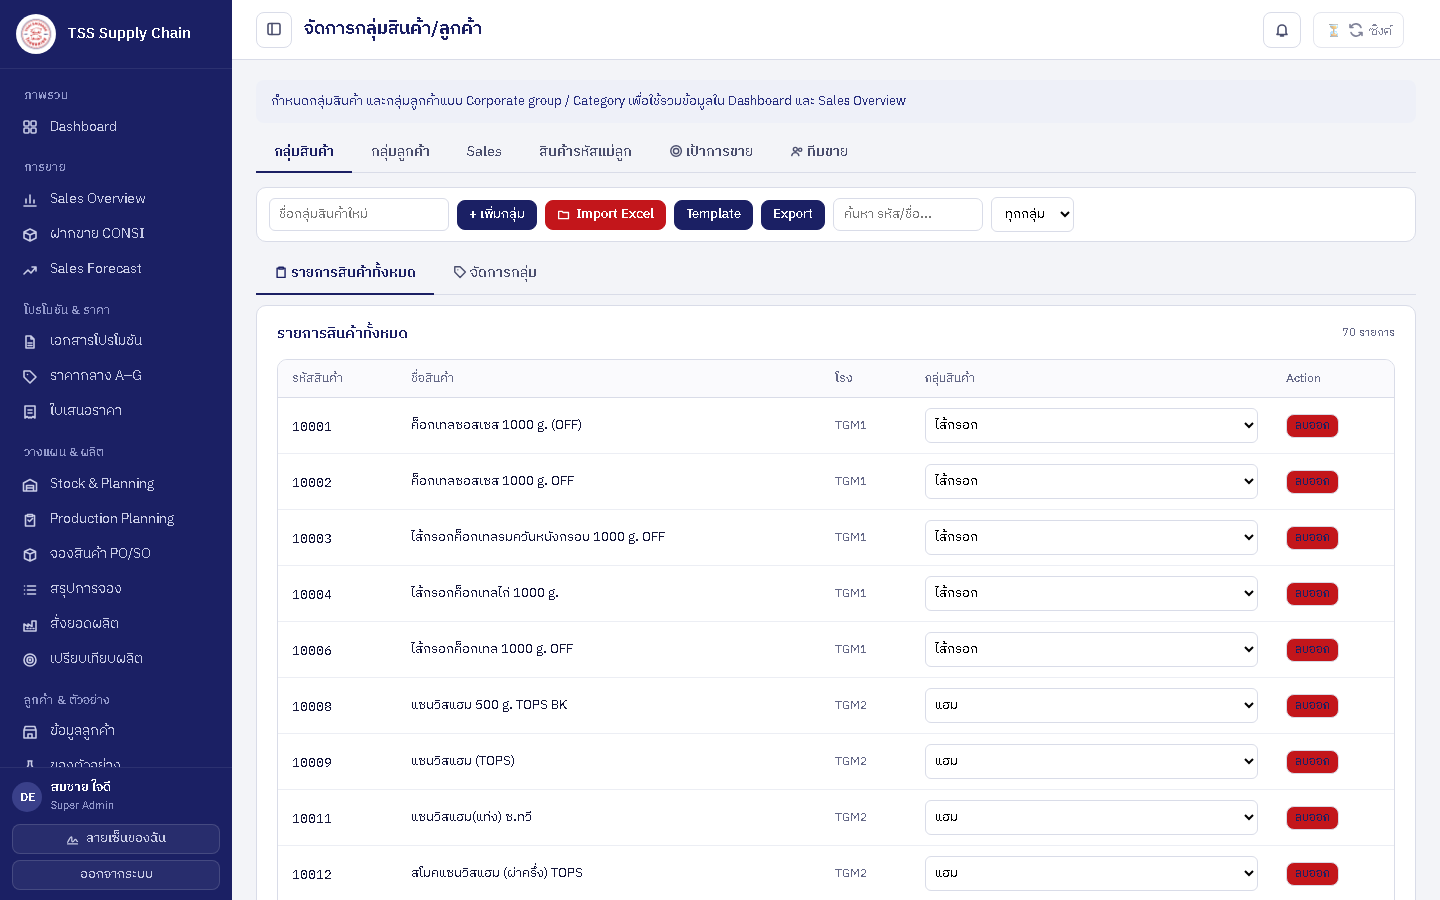 TSS Supply Chain
ภาพรวม
Dashboard
การขาย
Sales Overview
ฝากขาย CONSI
Sales Forecast
โปรโมชัน & ราคา
เอกสารโปรโมชัน
ราคากลาง A–G
ใบเสนอราคา
วางแผน & ผลิต
Stock & Planning
Production Planning
จองสินค้า PO/SO
สรุปการจอง
สั่งยอดผลิต
เปรียบเทียบผลิต
ลูกค้า & ตัวอย่าง
ข้อมูลลูกค้า
ของตัวอย่าง
DE
สมชาย ใจดี
Super Admin
ลายเซ็นของฉัน
ออกจากระบบ
จัดการกลุ่มสินค้า/ลูกค้า
ซิงค์
กำหนดกลุ่มสินค้า และกลุ่มลูกค้าแบบ Corporate group / Category เพื่อใช้รวมข้อมูลใน Dashboard และ Sales Overview
กลุ่มสินค้า กลุ่มลูกค้า Sales สินค้ารหัสแม่ลูก เป้าการขาย ทีมขาย
ชื่อกลุ่มสินค้าใหม่ + เพิ่มกลุ่ม Import Excel Template Export ค้นหา รหัส/ชื่อ... ทุกกลุ่ม
รายการสินค้าทั้งหมด จัดการกลุ่ม
รายการสินค้าทั้งหมด 70 รายการ
รหัสสินค้า ชื่อสินค้า โรง กลุ่มสินค้า Action
10001 ค็อกเทลซอสเซส 1000 g. (OFF) TGM1 ไส้กรอก ลบออก
10002 ค็อกเทลซอสเซส 1000 g. OFF TGM1 ไส้กรอก ลบออก
10003 ไส้กรอกค็อกเทลรมควันหนังกรอบ 1000 g. OFF TGM1 ไส้กรอก ลบออก
10004 ไส้กรอกค็อกเทลไก่ 1000 g. TGM1 ไส้กรอก ลบออก
10006 ไส้กรอกค็อกเทล 1000 g. OFF TGM1 ไส้กรอก ลบออก
10008 แซนวิสแฮม 500 g. TOPS BK TGM2 แฮม ลบออก
10009 แซนวิสแฮม (TOPS) TGM2 แฮม ลบออก
10011 แซนวิสแฮม(แท่ง) ช.ทวี TGM2 แฮม ลบออก
10012 สโมคแซนวิสแฮม (ผ่าครึ่ง) TOPS TGM2 แฮม ลบออก